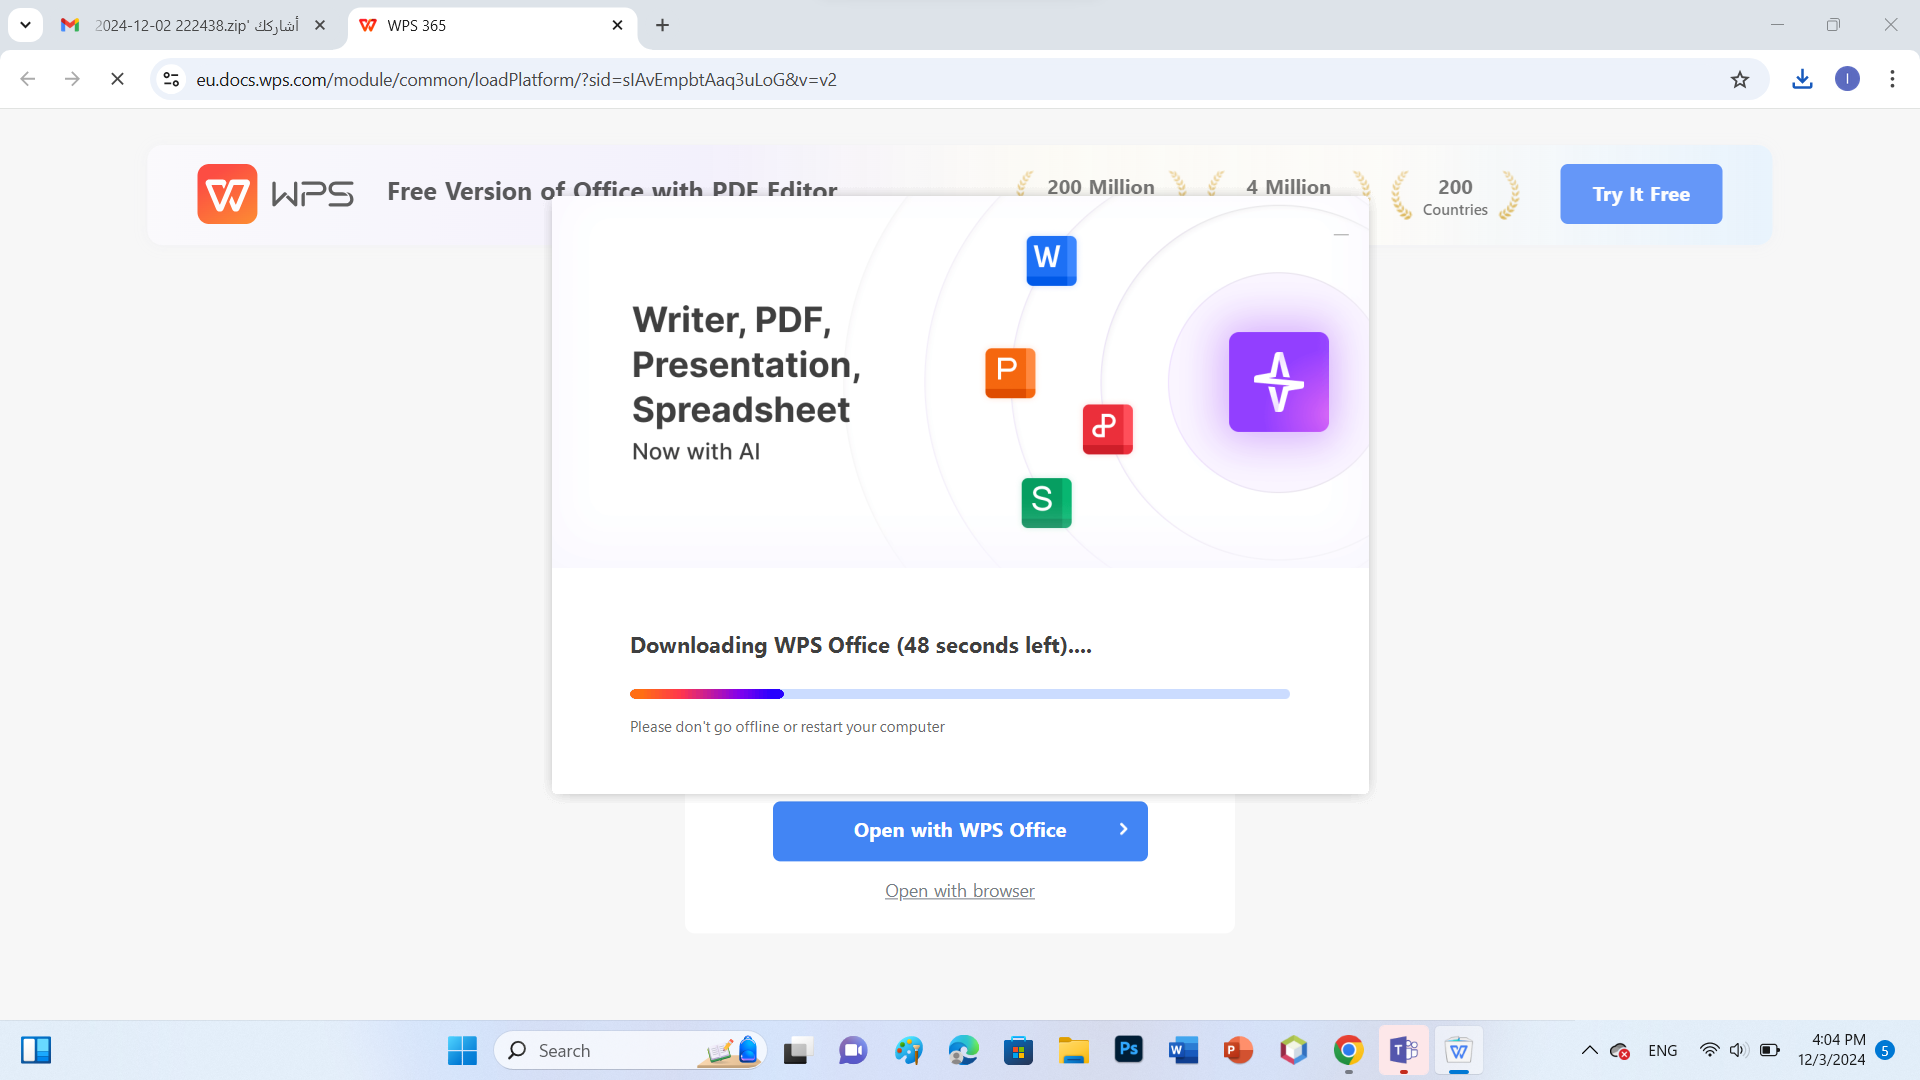 2024-12-02 222438.zip' أشاركك
WPS 365
eu.docs.wps.com/module/common/loadPlatform/?sid=sIAvEmpbtAaq3uLoG&v=v2
I
WPS
Free Version of Office with PDF Editor
200 Million
4 Million
200
Countries
Try It Free
W
P
P
S
Writer, PDF,
Presentation,
Spreadsheet
Now with AI
Downloading WPS Office (48 seconds left)....
Please don't go offline or restart your computer
Open with WPS Office
Open with browser
Search
Ps
W
P
T
W
ENG
4:04 PM
12/3/2024
5